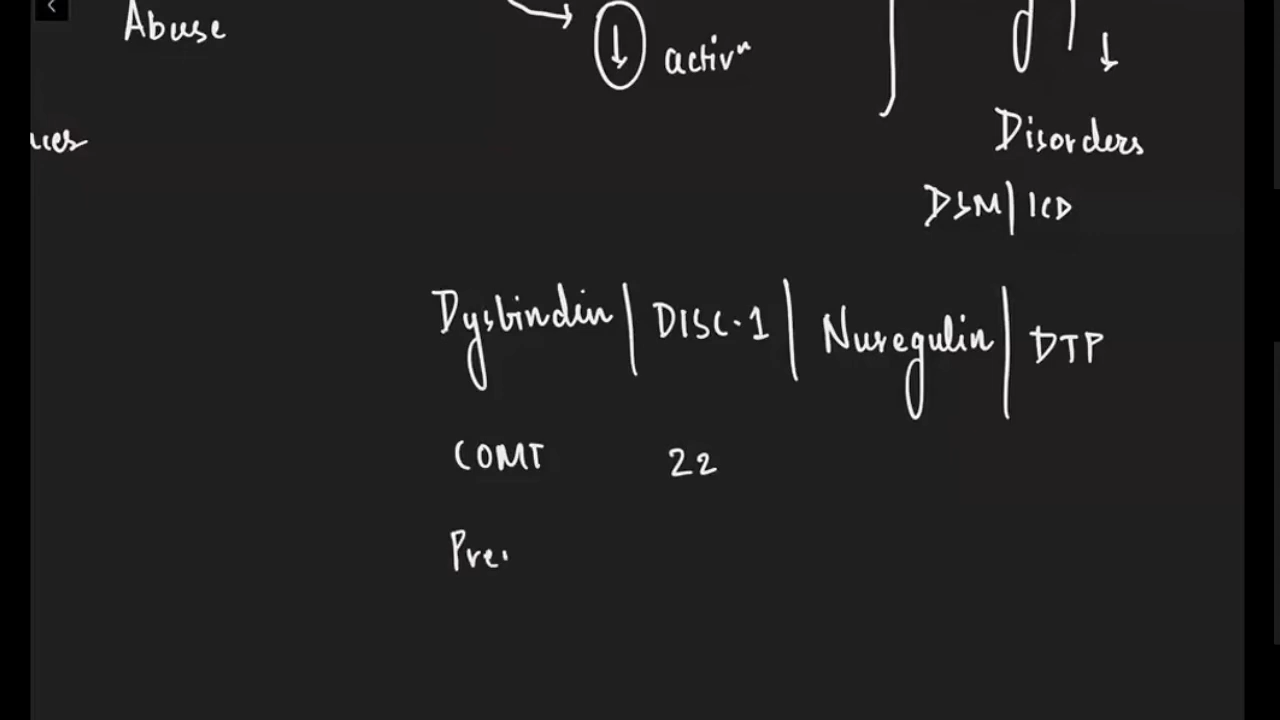 Abuse
↓ activⁿ
Disorders
DSM | ICD
Dysbindin | DISC-1 | Nuregulin | DTP
COMT 22
Pre